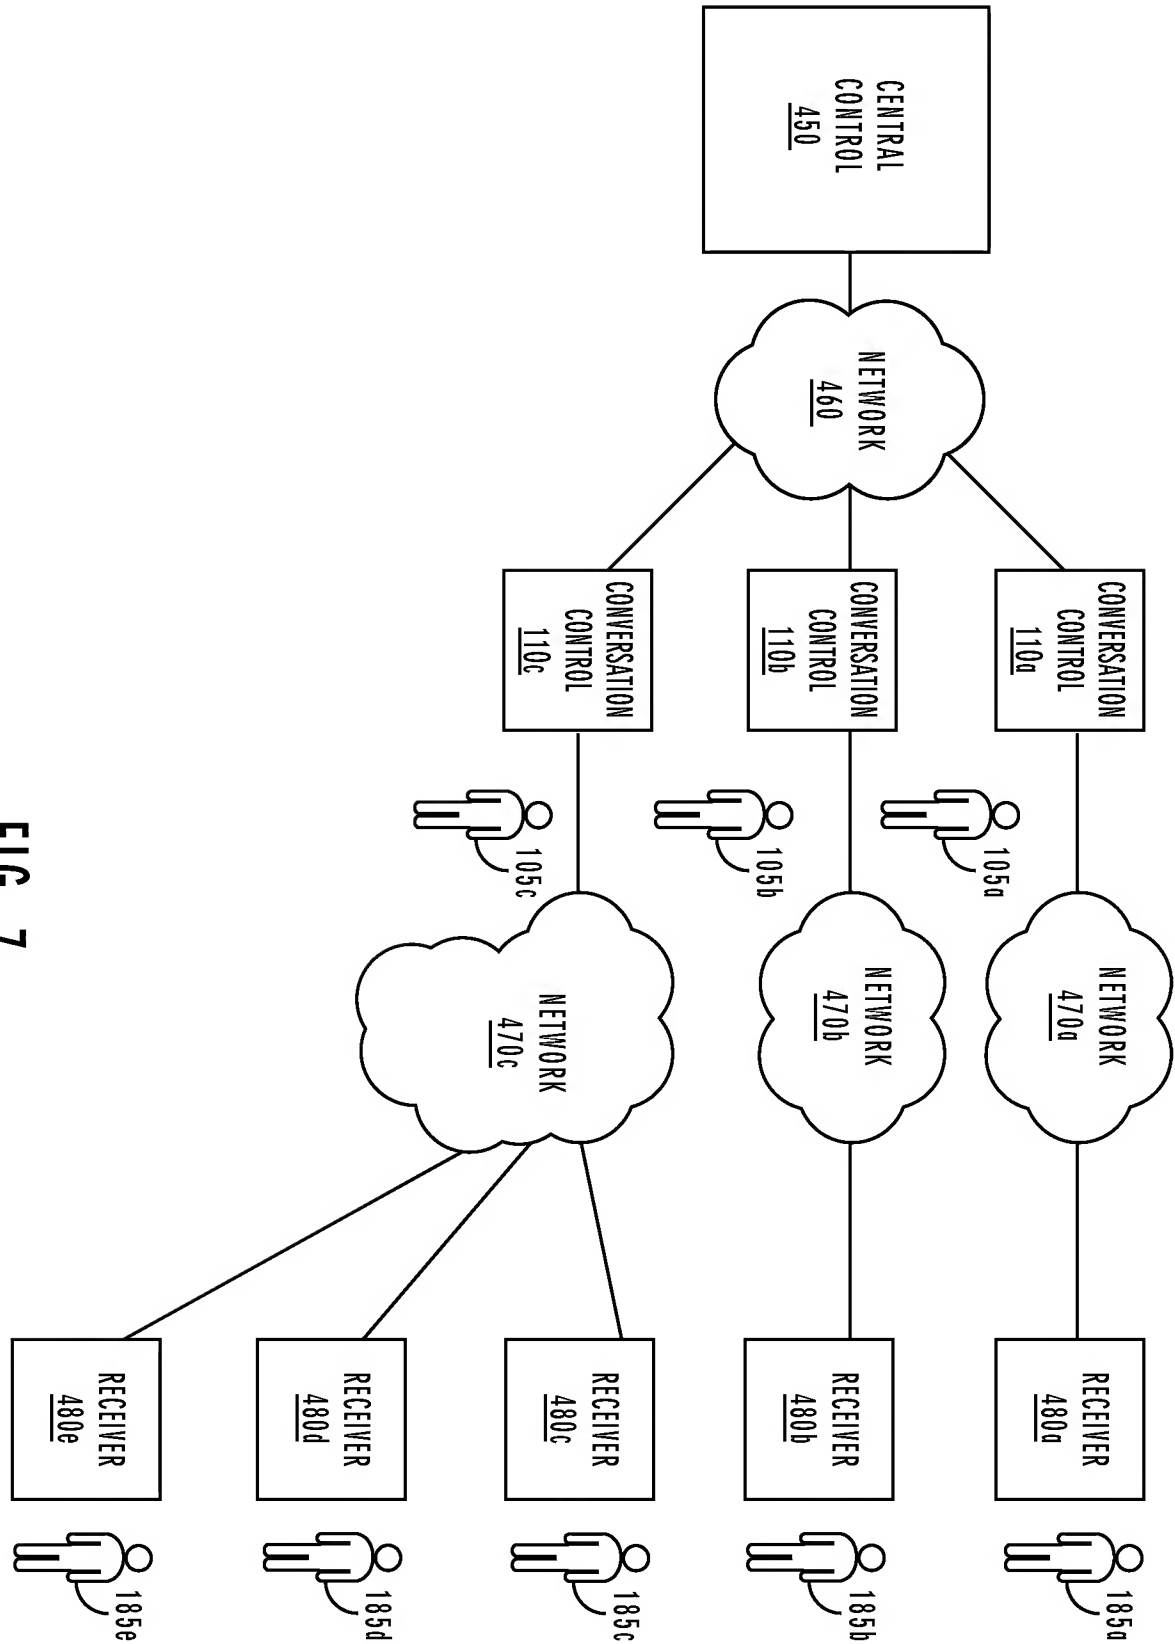 CENTRAL
CONTROL
450
NETWORK
460
CONVERSATION
CONTROL
110a
CONVERSATION
CONTROL
110b
CONVERSATION
CONTROL
110c
105a
105b
105c
NETWORK
470a
NETWORK
470b
NETWORK
470c
RECEIVER
480a
RECEIVER
480b
RECEIVER
480c
RECEIVER
480d
RECEIVER
480e
185a
185b
185c
185d
185e
FIG 7